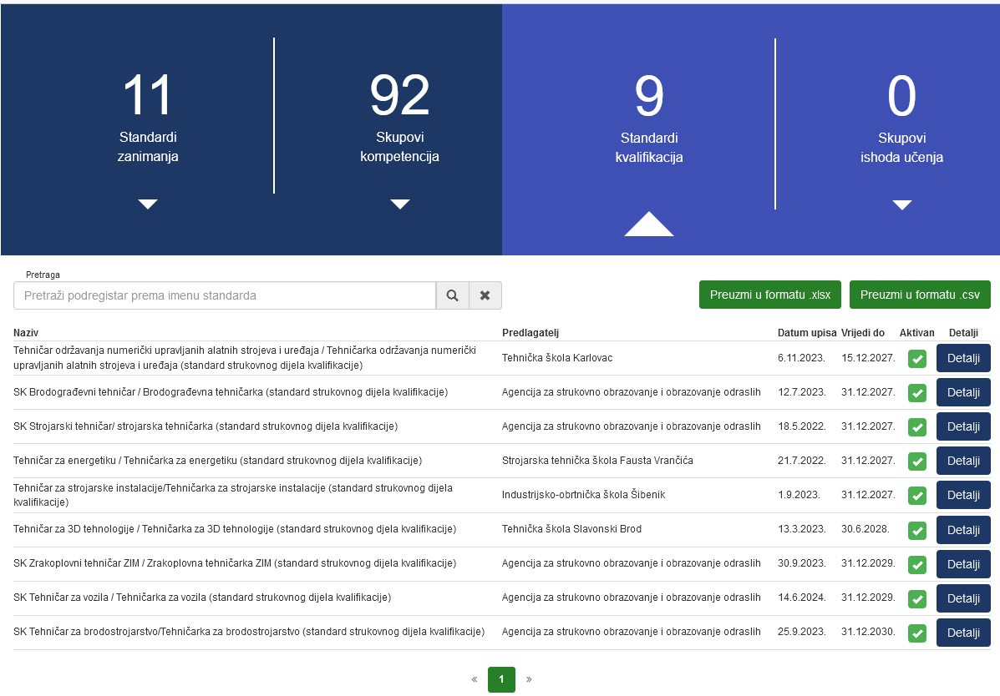 11
Standardi
zanimanja
92
Skupovi
kompetencija
9
Standardi
kvalifikacija
0
Skupovi
ishoda učenja
Pretraga
Pretraži podregistar prema imenu standarda
Preuzmi u formatu .xlsx
Preuzmi u formatu .csv
Naziv Predlagatelj Datum upisa Vrijedi do Aktivan Detalji
Tehničar održavanja numerički upravljanih alatnih strojeva i uređaja / Tehničarka održavanja numerički
upravljanih alatnih strojeva i uređaja (standard strukovnog dijela kvalifikacije)
Tehnička škola Karlovac 6.11.2023. 15.12.2027. Detalji
SK Brodograđevni tehničar / Brodograđevna tehničarka (standard strukovnog dijela kvalifikacije) Agencija za strukovno obrazovanje i obrazovanje odraslih 12.7.2023. 31.12.2027. Detalji
SK Strojarski tehničar/ strojarska tehničarka (standard strukovnog dijela kvalifikacije) Agencija za strukovno obrazovanje i obrazovanje odraslih 18.5.2022. 31.12.2027. Detalji
Tehničar za energetiku / Tehničarka za energetiku (standard strukovnog dijela kvalifikacije) Strojarska tehnička škola Fausta Vrančića 21.7.2022. 31.12.2027. Detalji
Tehničar za strojarske instalacije/Tehničarka za strojarske instalacije (standard strukovnog dijela
kvalifikacije)
Industrijsko-obrtnička škola Šibenik 1.9.2023. 31.12.2027. Detalji
Tehničar za 3D tehnologije / Tehničarka za 3D tehnologije (standard strukovnog djela kvalifikacije) Tehnička škola Slavonski Brod 13.3.2023. 30.6.2028. Detalji
SK Zrakoplovni tehničar ZIM / Zrakoplovna tehničarka ZIM (standard strukovnog djela kvalifikacije) Agencija za strukovno obrazovanje i obrazovanje odraslih 30.9.2023. 31.12.2029. Detalji
SK Tehničar za vozila / Tehničarka za vozila (standard strukovnog dijela kvalifikacije) Agencija za strukovno obrazovanje i obrazovanje odraslih 14.6.2024. 31.12.2029. Detalji
SK Tehničar za brodostrojarstvo/Tehničarka za brodostrojarstvo (standard strukovnog dijela kvalifikacije) Agencija za strukovno obrazovanje i obrazovanje odraslih 25.9.2023. 31.12.2030. Detalji
« 1 »